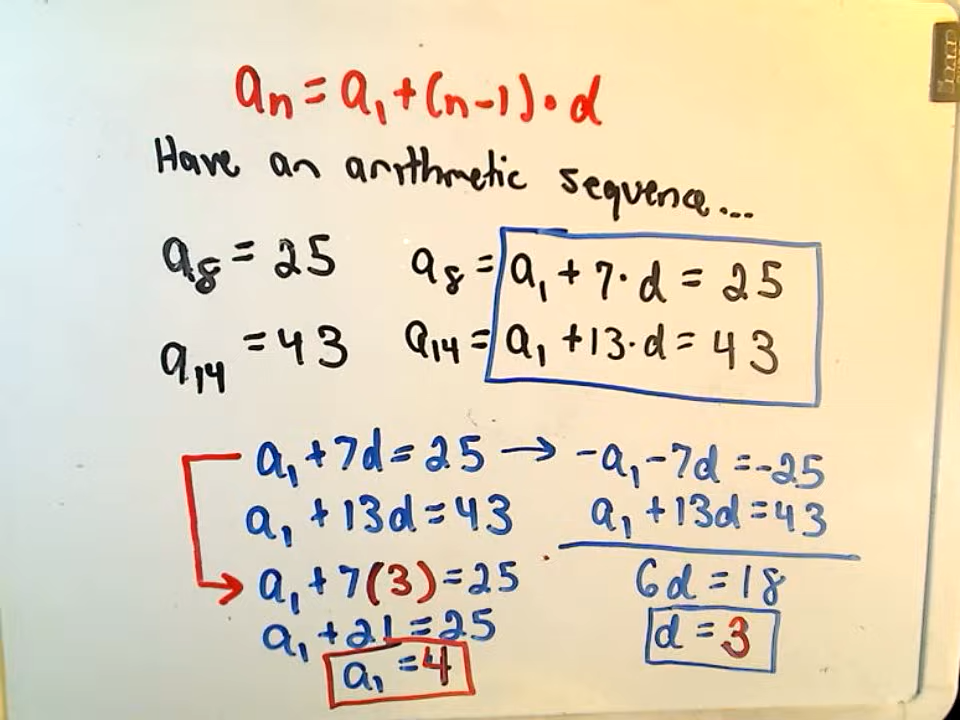 aₙ = a₁ + (n-1) • d
Have an arithmetic sequence...
a₈ = 25
a₈ = a₁ + 7·d = 25
a₁₄ = 43
a₁₄ = a₁ + 13·d = 43
a₁ + 7d = 25 → -a₁ - 7d = -25
a₁ + 13d = 43
a₁ + 13d = 43
a₁ + 7(3) = 25
6d = 18
a₁ + 21 = 25
d = 3
a₁ = 4